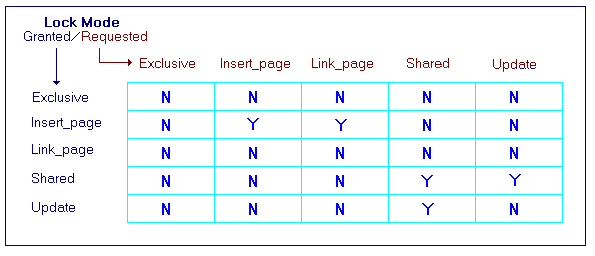 Lock Mode
Granted/Requested
Exclusive Insert_page Link_page Shared Update
Exclusive N N N N N
Insert_page N Y Y N N
Link_page N N N N N
Shared N N N Y Y
Update N N N Y N